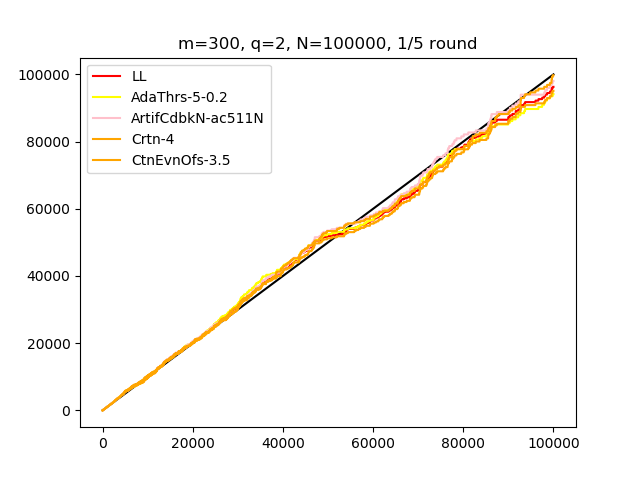 m=300, q=2, N=100000, 1/5 round
LL
AdaThrs-5-0.2
ArtifCdbkN-ac511N
Crtn-4
CtnEvnOfs-3.5
100000
80000
60000
40000
20000
0
0 20000 40000 60000 80000 100000